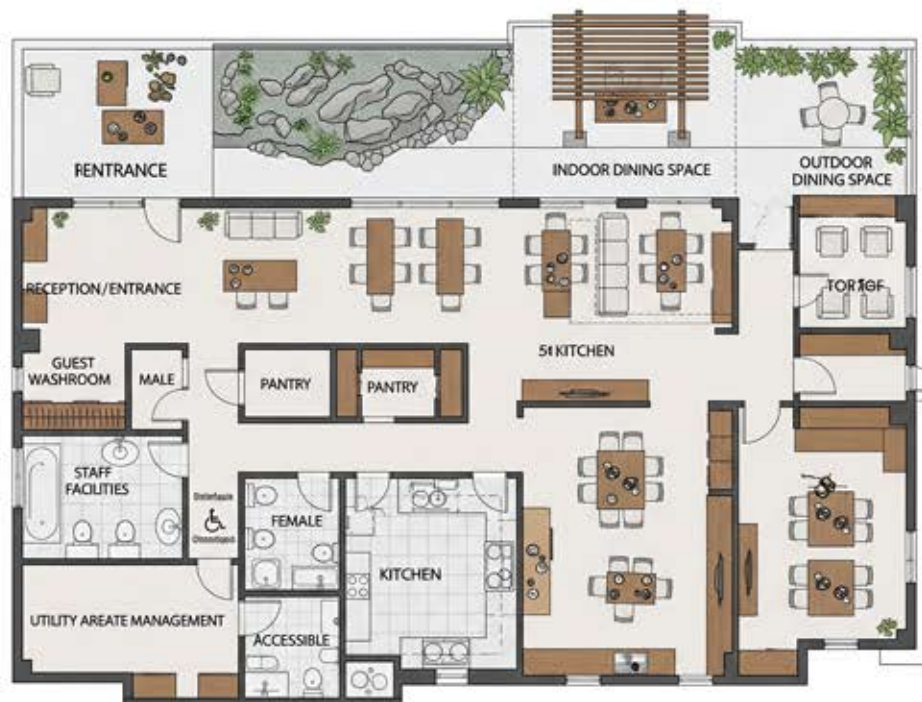 RENTRANCE
INDOOR DINING SPACE
OUTDOOR
DINING SPACE
RECEPTION/ENTRANCE
TORƎGF
5t KITCHEN
GUEST
WASHROOM
MALE
PANTRY
PANTRY
STAFF
FACILITIES
FEMALE
KITCHEN
UTILITY AREATE MANAGEMENT
ACCESSIBLE